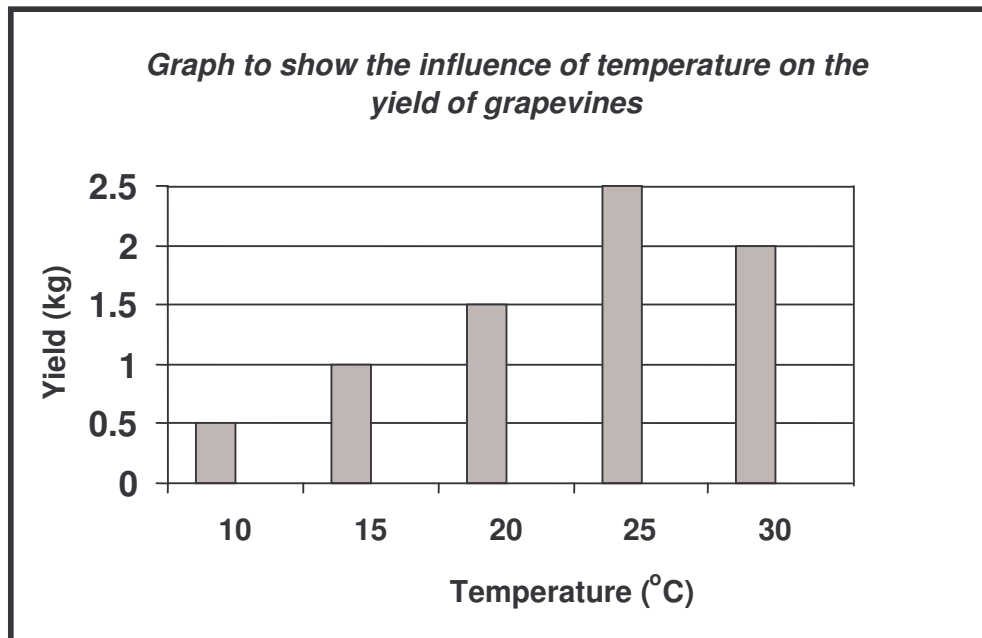 Graph to show the influence of temperature on the
yield of grapevines
2.5
2
1.5
1
0.5
0
Yield (kg)
10 15 20 25 30
Temperature (°C)